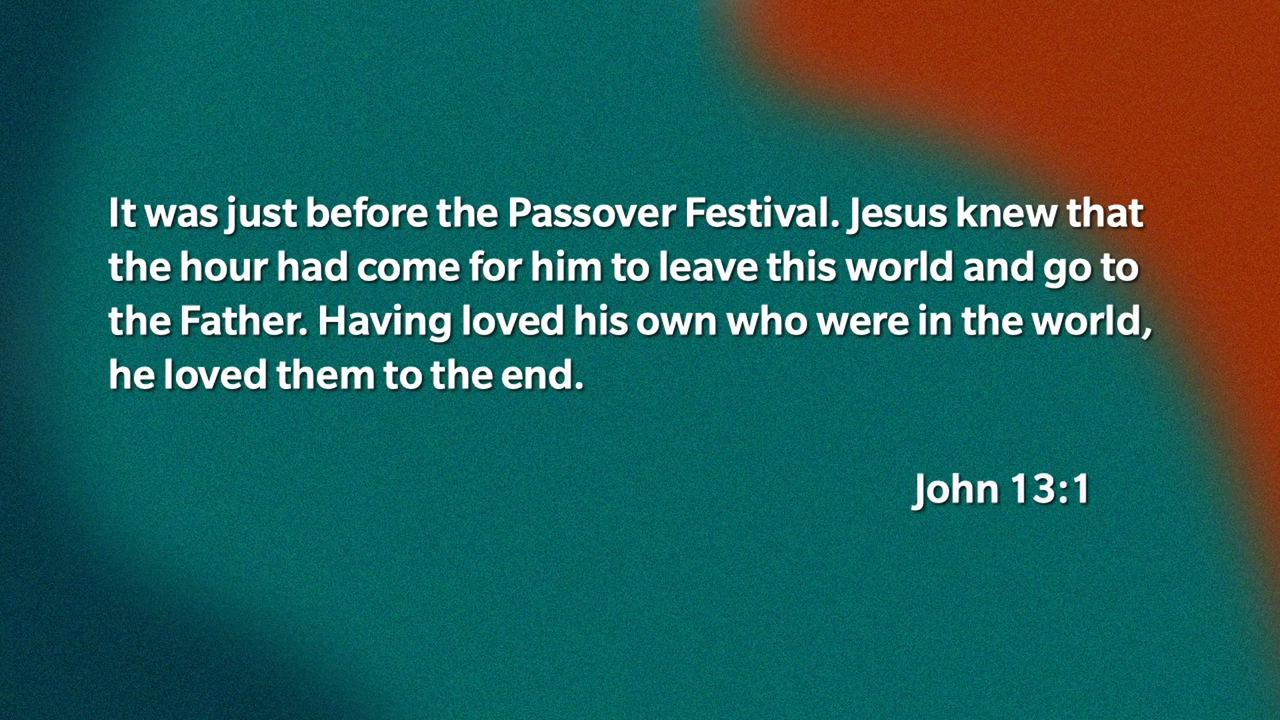 It was just before the Passover Festival. Jesus knew that
the hour had come for him to leave this world and go to
the Father. Having loved his own who were in the world,
he loved them to the end.
John 13:1